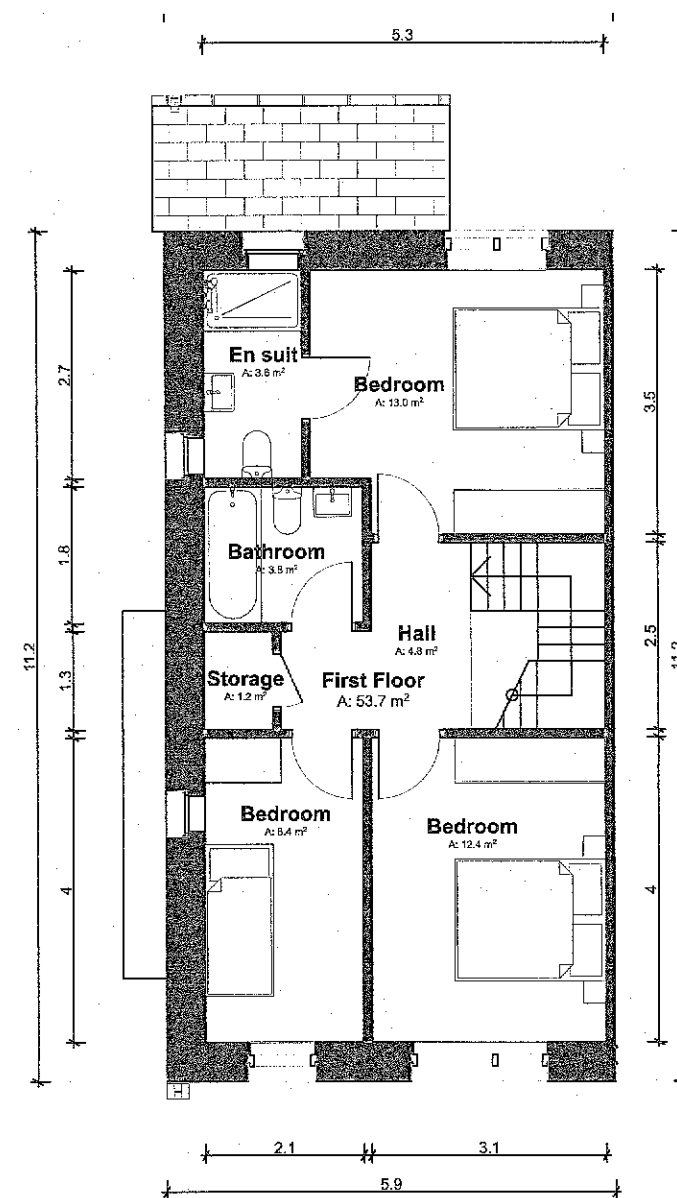 5.3
En suit
A: 3.6 m²
Bedroom
A: 13.0 m²
2.7
3.5
Bathroom
A: 3.8 m²
1.8
Hall
A: 4.8 m²
2.5
11.2
1.3
Storage
A: 1.2 m²
First Floor
A: 53.7 m²
Bedroom
A: 8.4 m²
Bedroom
A: 12.4 m²
4
4
2.1
3.1
5.9